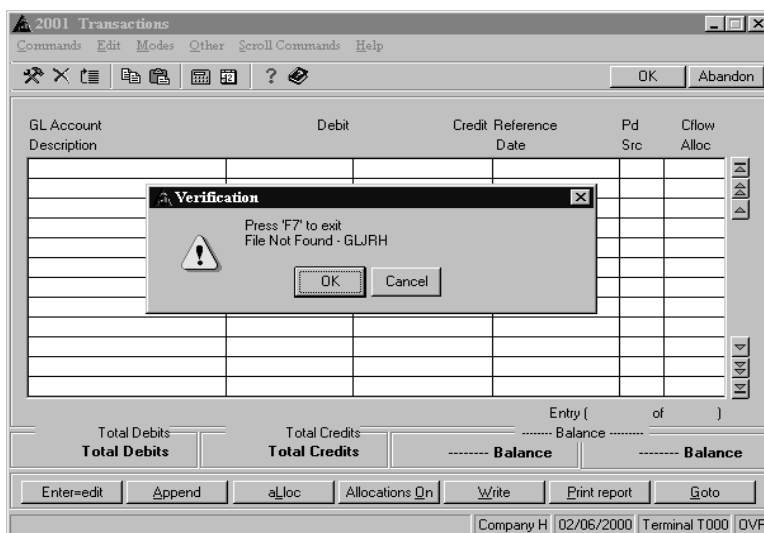 2001 Transactions
Commands Edit Modes Other Scroll Commands Help
? OK Abandon
GL Account Debit Credit Reference Pd Cflow
Description Date Src Alloc
Verification
Press 'F7' to exit
File Not Found - GLJRH
OK Cancel
Entry ( of )
Total Debits Total Credits -------- Balance --------
Total Debits Total Credits -------- Balance -------- Balance
Enter=edit Append aLloc Allocations On Write Print report Goto
Company H 02/06/2000 Terminal T000 OVR